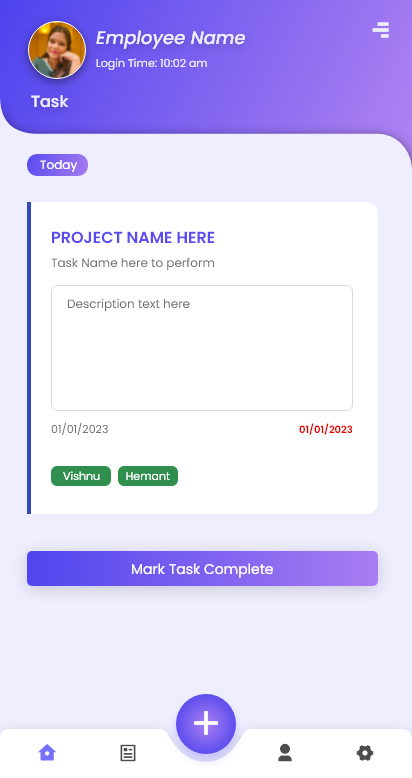 Employee Name
Login Time: 10:02 am
Task
Today
PROJECT NAME HERE
Task Name here to perform
Description text here
01/01/2023 01/01/2023
Vishnu Hemant
Mark Task Complete